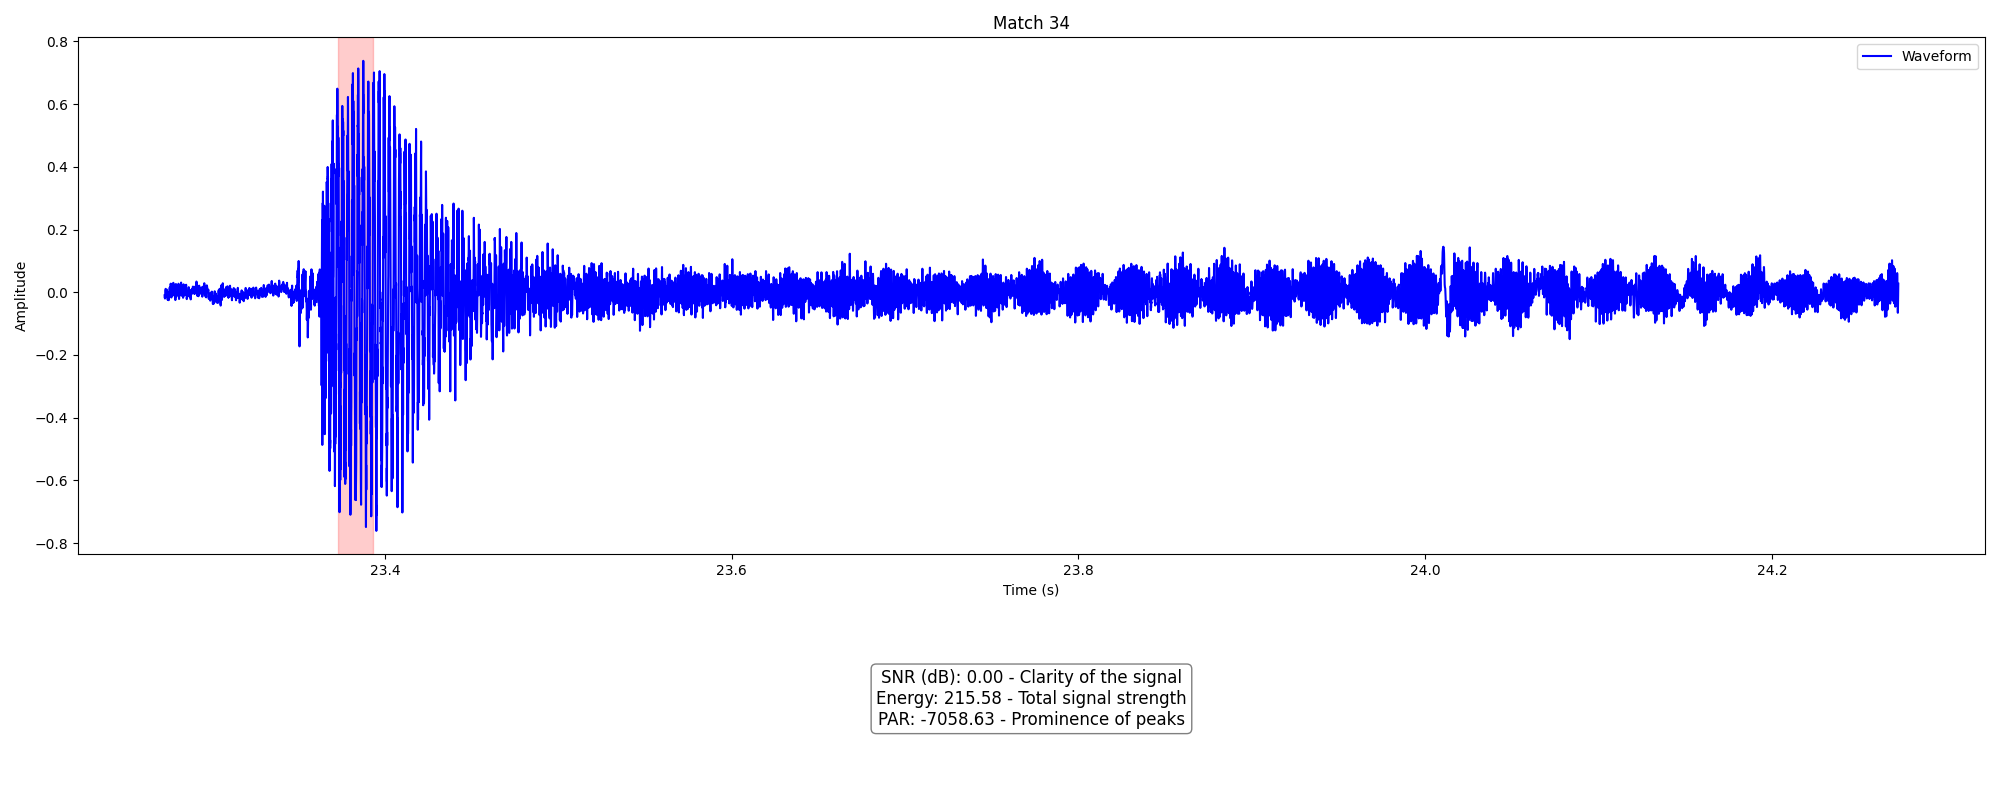 Match 34
Waveform
Amplitude
0.8
0.6
0.4
0.2
0.0
−0.2
−0.4
−0.6
−0.8
23.4 23.6 23.8 24.0 24.2
Time (s)
SNR (dB): 0.00 - Clarity of the signal
Energy: 215.58 - Total signal strength
PAR: -7058.63 - Prominence of peaks